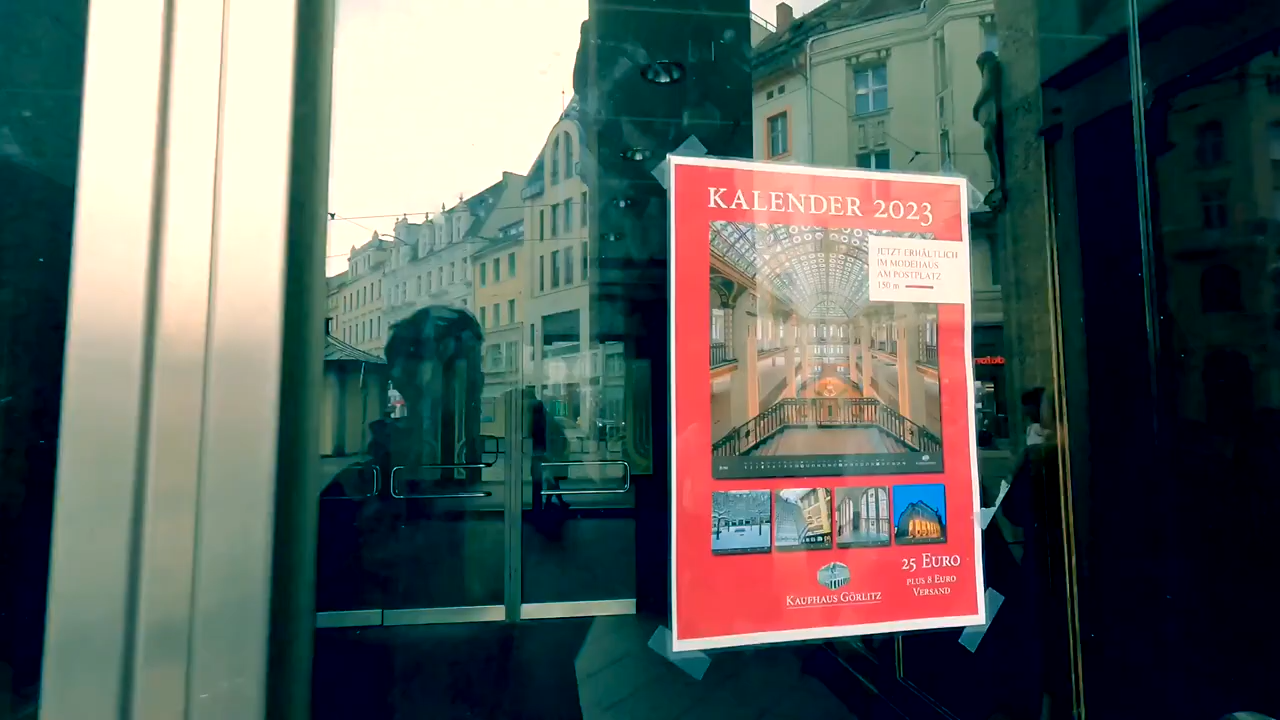 KALENDER 2023
JETZT ERHÄLTLICH
IM MODEHAUS
AM POSTPLATZ
150 m
25 EURO
PLUS 8 EURO
VERSAND
KAUFHAUS GÖRLITZ